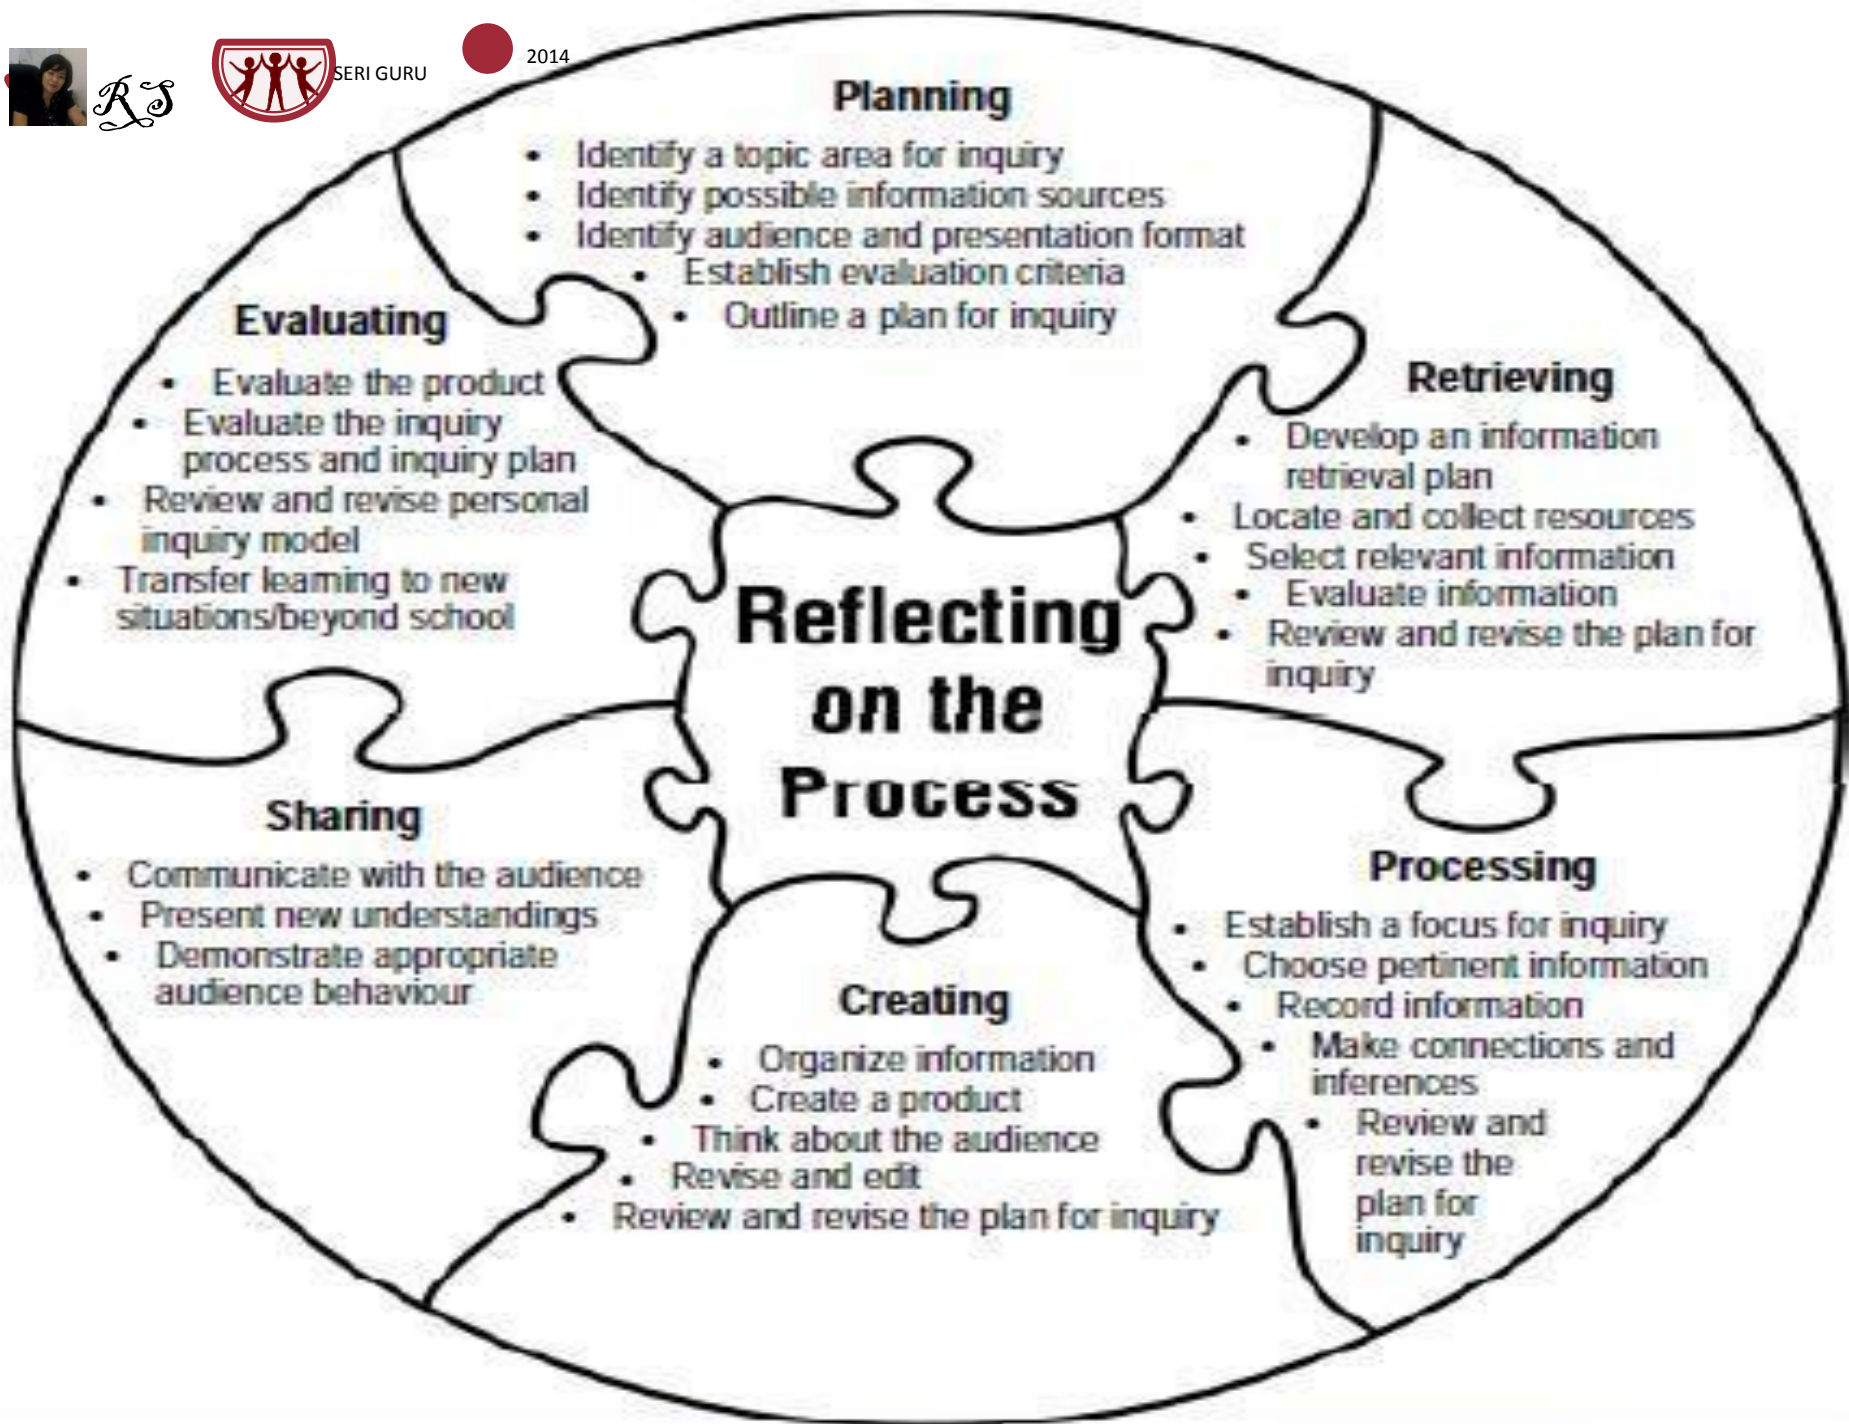 RS
SERI GURU
2014
Planning
• Identify a topic area for inquiry
• Identify possible information sources
• Identify audience and presentation format
• Establish evaluation criteria
• Outline a plan for inquiry
Retrieving
• Develop an information
retrieval plan
• Locate and collect resources
• Select relevant information
• Evaluate information
• Review and revise the plan for
inquiry
Processing
• Establish a focus for inquiry
• Choose pertinent information
• Record information
• Make connections and
inferences
• Review and
revise the
plan for
inquiry
Creating
• Organize information
• Create a product
• Think about the audience
• Revise and edit
• Review and revise the plan for inquiry
Sharing
• Communicate with the audience
• Present new understandings
• Demonstrate appropriate
audience behaviour
Evaluating
• Evaluate the product
• Evaluate the inquiry
process and inquiry plan
• Review and revise personal
inquiry model
• Transfer learning to new
situations/beyond school
Reflecting
on the
Process